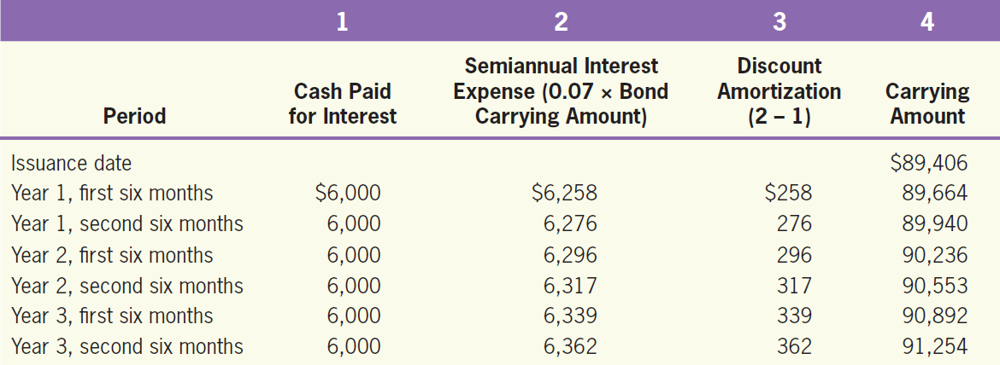 1 2 3 4
Semiannual Interest Discount
Cash Paid Expense (0.07 × Bond Amortization Carrying
Period for Interest Carrying Amount) (2 – 1) Amount
Issuance date $89,406
Year 1, first six months $6,000 $6,258 $258 89,664
Year 1, second six months 6,000 6,276 276 89,940
Year 2, first six months 6,000 6,296 296 90,236
Year 2, second six months 6,000 6,317 317 90,553
Year 3, first six months 6,000 6,339 339 90,892
Year 3, second six months 6,000 6,362 362 91,254